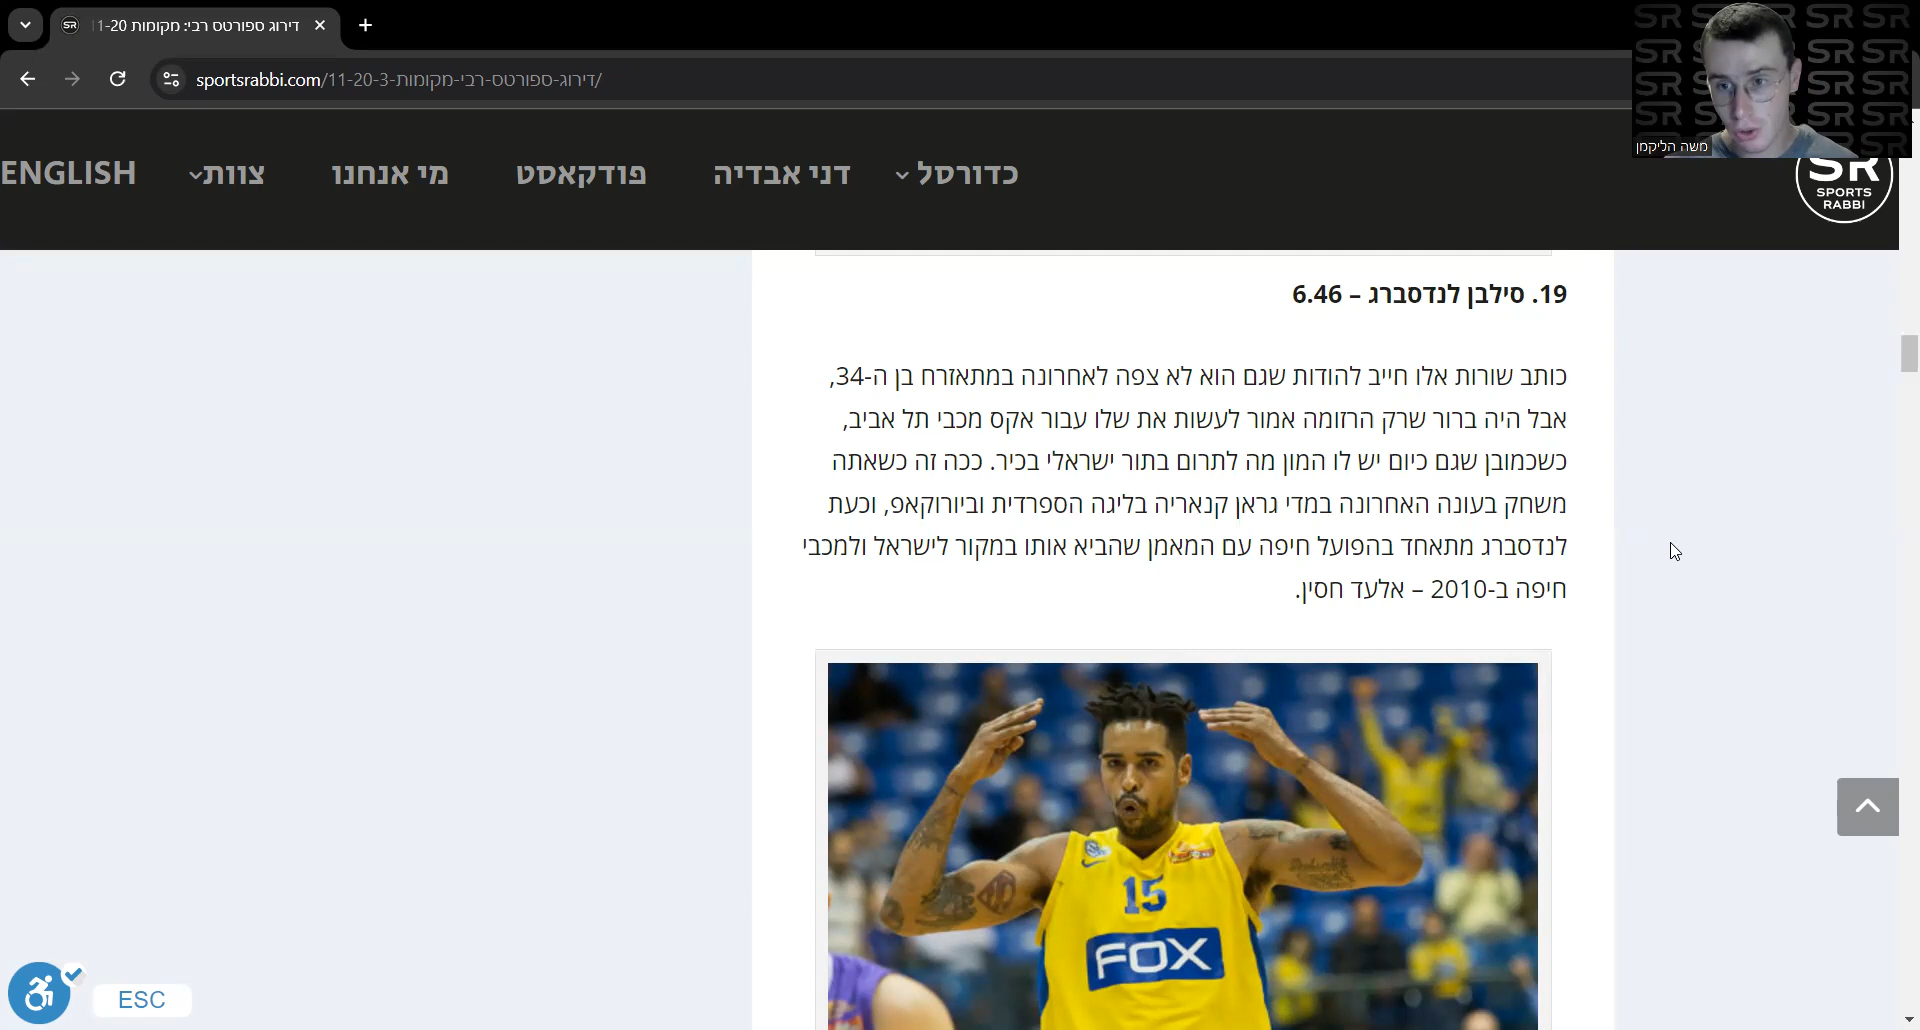 דירוג ספורטס רבי: מקומות 11-20
sportsrabbi.com/דירוג-ספורטס-רבי-מקומות-3-11-20/
SR SR SR
משה הליקמן
כדורסל
דני אבדיה
פודקאסט
מי אנחנו
צוות
ENGLISH
SR
SPORTS
RABBI
19. סילבן לנדסברג – 6.46
כותב שורות אלו חייב להודות שגם הוא לא צפה לאחרונה במתאזרח בן ה-34,
אבל היה ברור שרק הרזומה אמור לעשות את שלו עבור אקס מכבי תל אביב,
כשכמובן שגם כיום יש לו המון מה לתרום בתור ישראלי בכיר. ככה זה כשאתה
משחק בעונה האחרונה במדי גראן קנאריה בליגה הספרדית וביורוקאפ, וכעת
לנדסברג מתאחד בהפועל חיפה עם המאמן שהביא אותו במקור לישראל ולמכבי
חיפה ב-2010 – אלעד חסין.
15
FOX
ESC